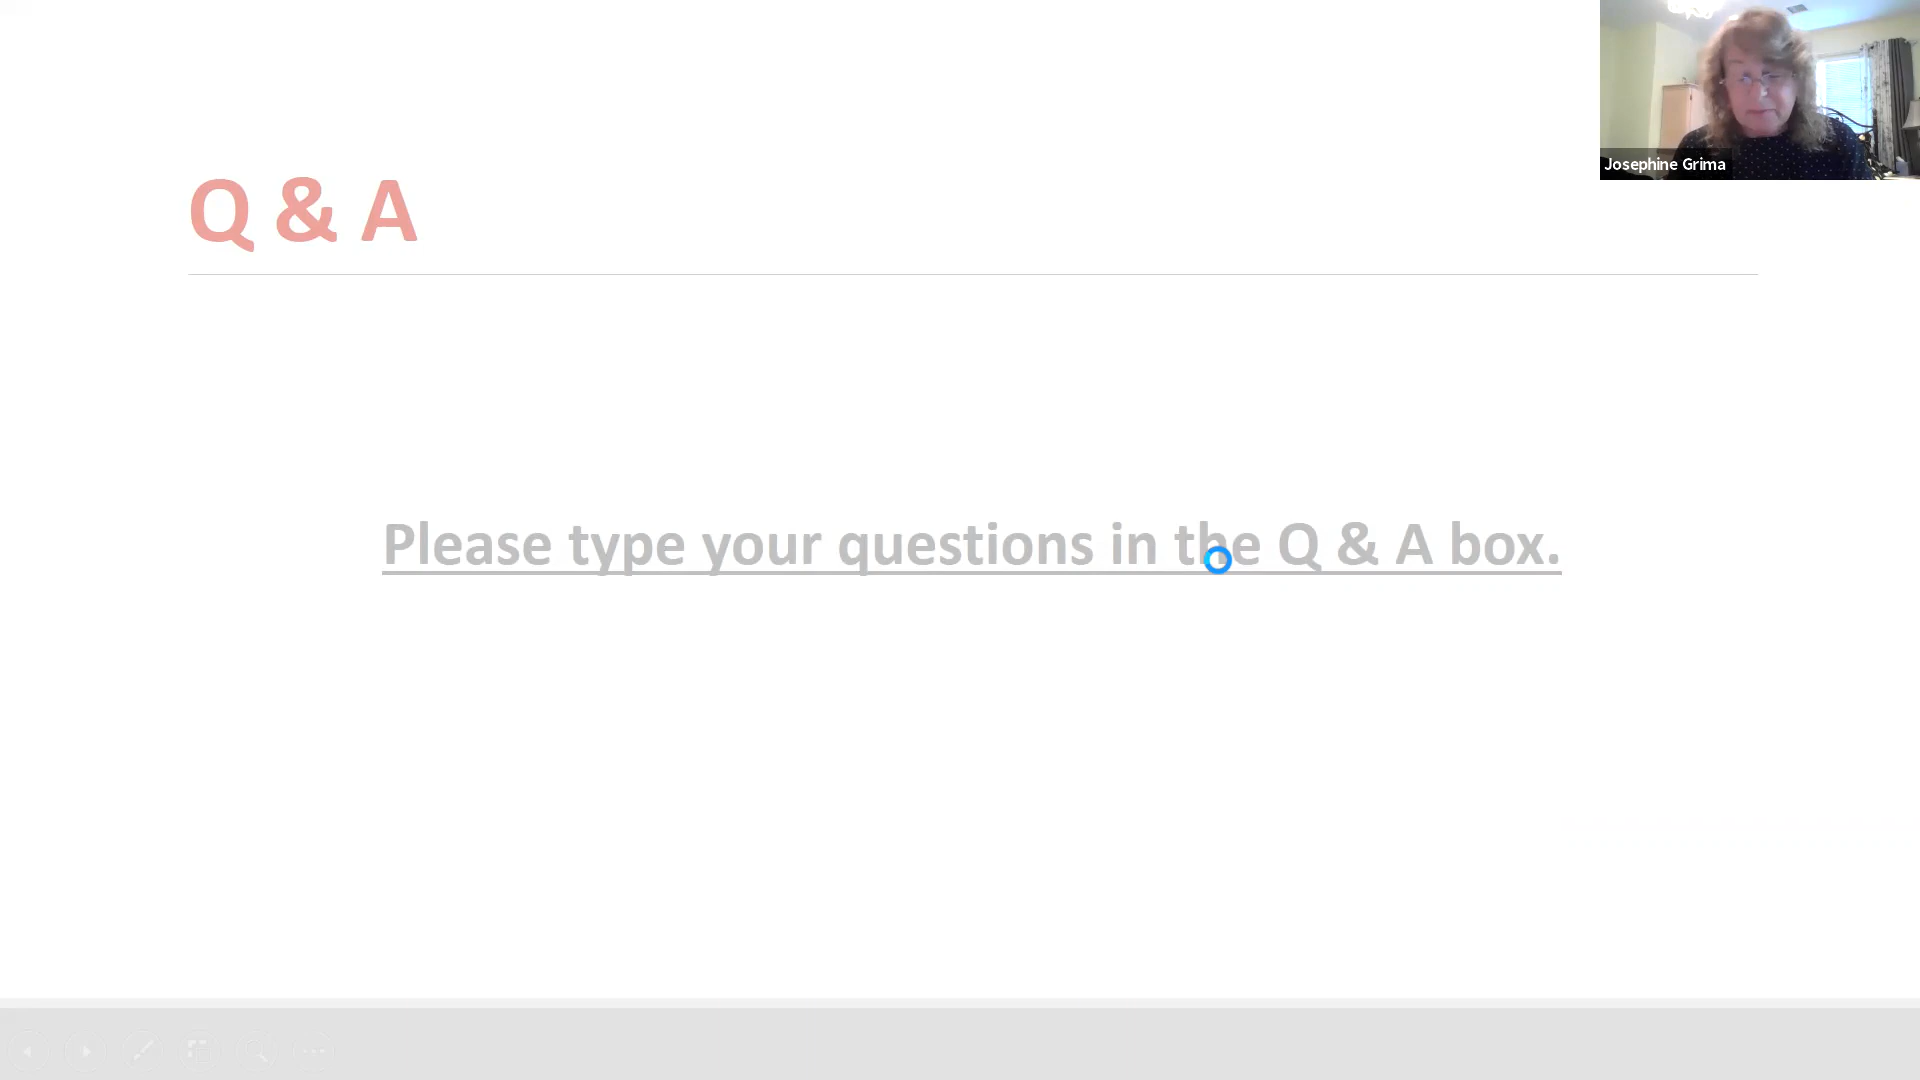 Josephine Grima
Q & A
Please type your questions in the Q & A box.